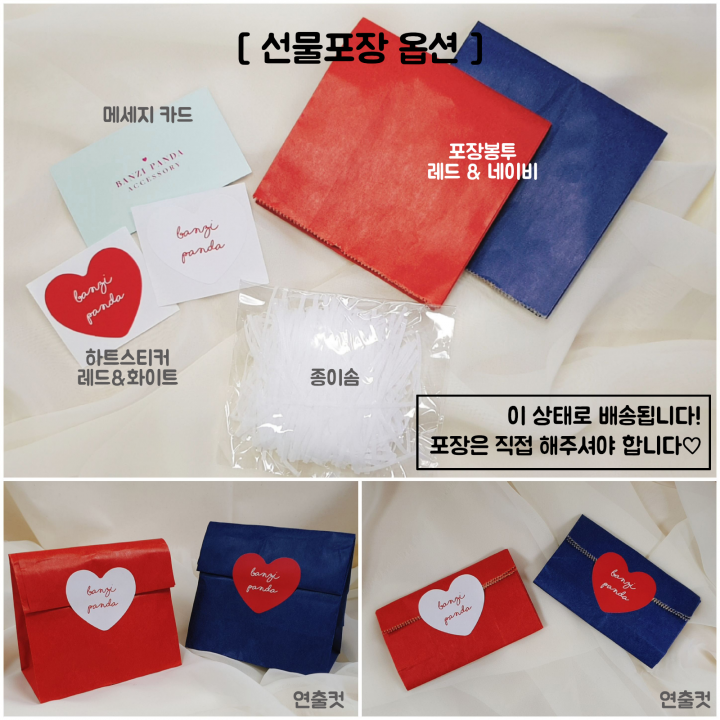 [ 선물포장 옵션 ]
메세지 카드
BANZI PANDA
ACCESSORY
포장봉투
레드 & 네이비
banzi
panda
banzi
panda
하트스티커
레드&화이트
종이솜
이 상태로 배송됩니다!
포장은 직접 해주셔야 합니다♡
banzi
panda
banzi
panda
연출컷
banzi
panda
banzi
panda
연출컷